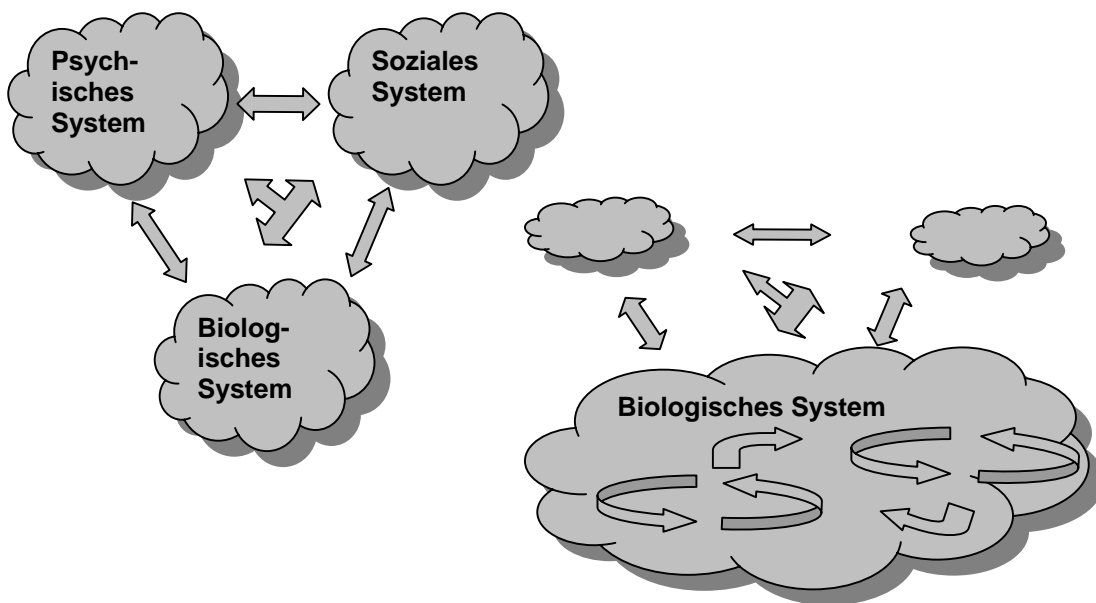 Psych-
isches
System
Soziales
System
Biolog-
isches
System
Biologisches System